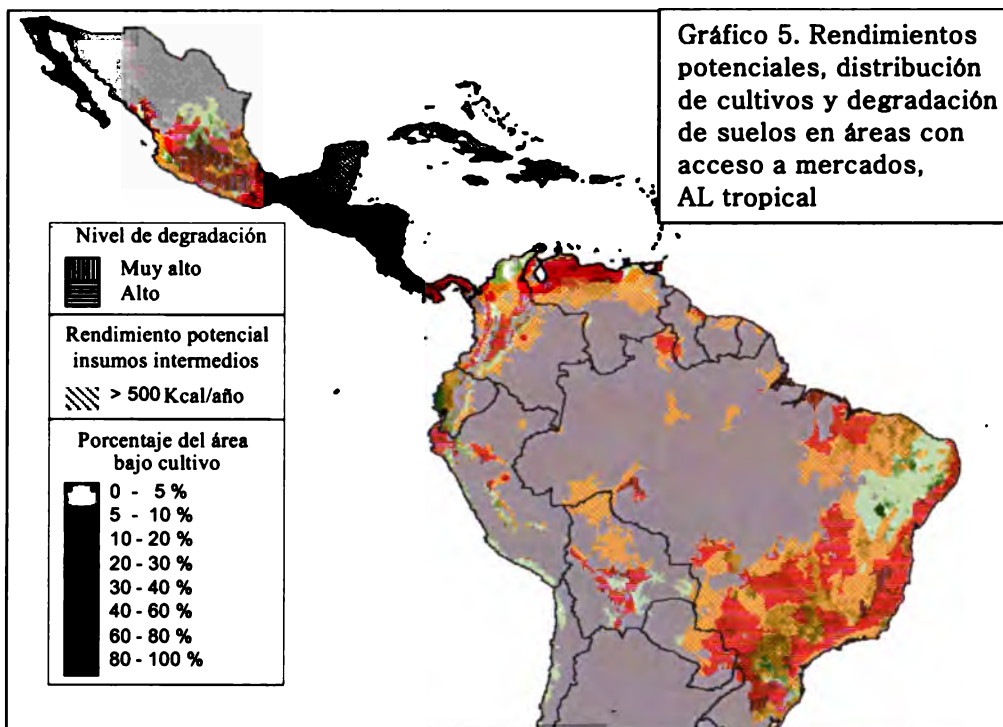 Gráfico 5. Rendimientos
potenciales, distribución
de cultivos y degradación
de suelos en áreas con
acceso a mercados,
AL tropical
Nivel de degradación
Muy alto
Alto
Rendimiento potencial
insumos intermedios
> 500 Kcal/año
Porcentaje del área
bajo cultivo
0 - 5 %
5 - 10 %
10 - 20 %
20 - 30 %
30 - 40 %
40 - 60 %
60 - 80 %
80 - 100 %